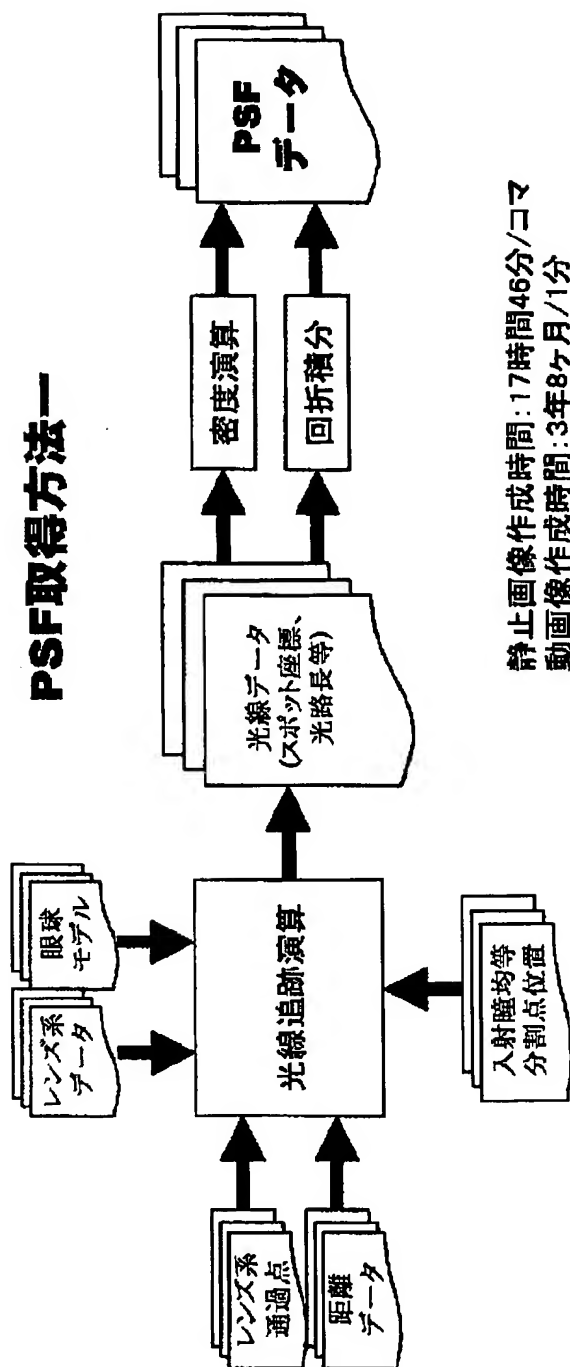 PSF取得方法一
レンズ系
データ
眼球
モデル
レンズ系
通過点
距離
データ
光線追跡演算
入射瞳均等
分割点位置
光線データ
(スポット座標、
光路長等)
密度演算
回折積分
PSF
データ
静止画像作成時間:17時間46分/コマ
動画像作成時間:3年8ヶ月/1分